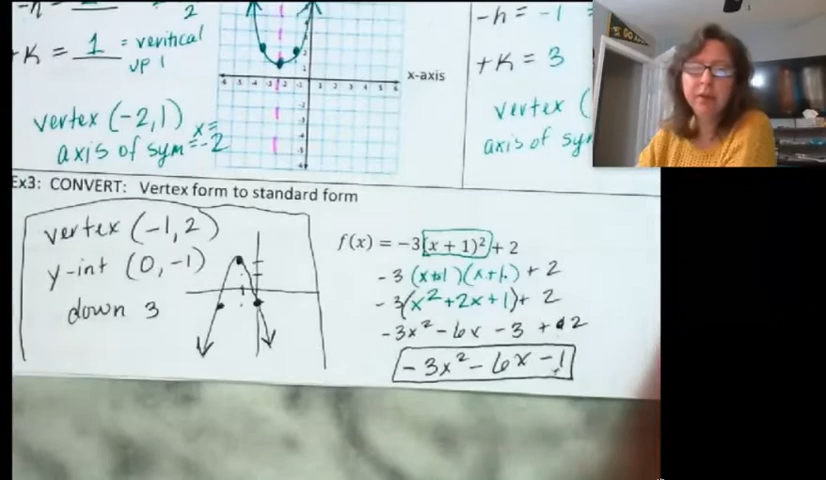 2
+K = 1 = veritical
up 1
vertex (-2,1)
axis of sym x = -2
x-axis
-h = -1
+K = 3
vertex (
axis of sy
Ex3: CONVERT: Vertex form to standard form
vertex (-1, 2)
y-int (0, -1)
down 3
f(x) = -3(x + 1)² + 2
-3 (x+1)(x+1) + 2
-3(x²+2x+1)+ 2
-3x² - 6x - 3 + 2
-3x² - 6x - 1